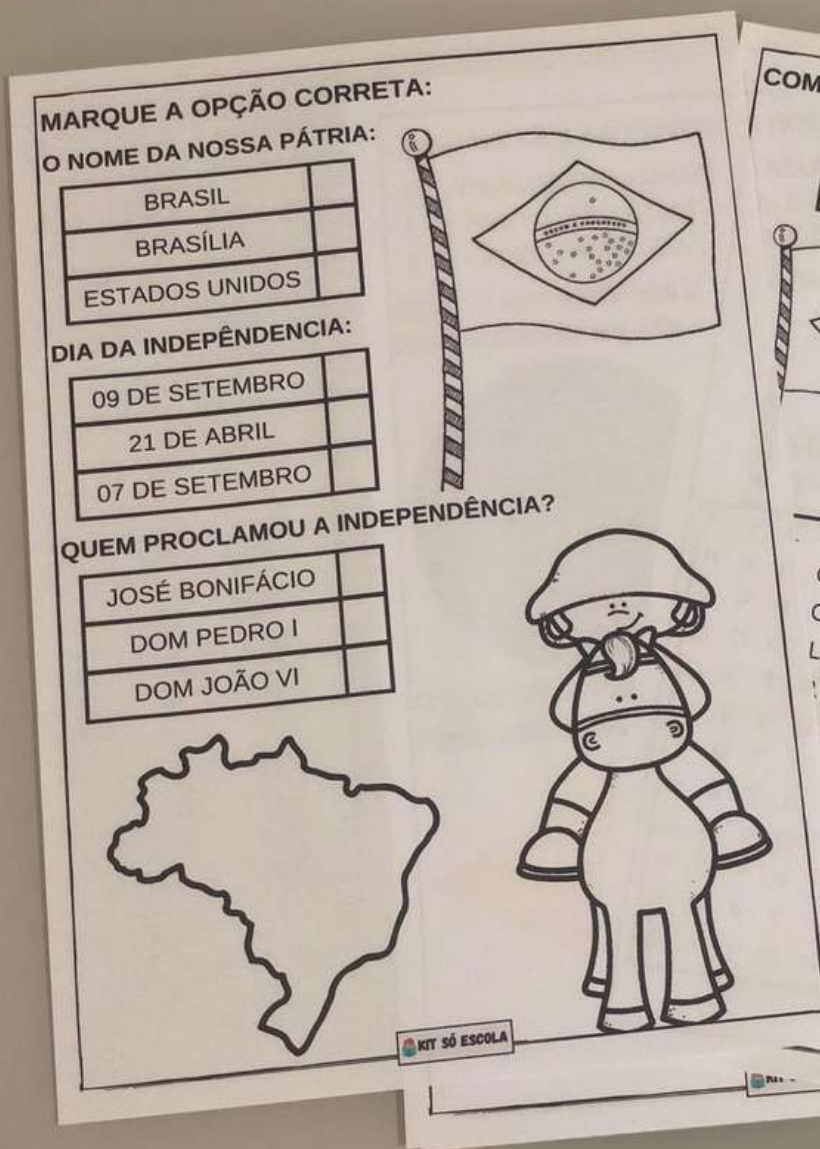 MARQUE A OPÇÃO CORRETA:
O NOME DA NOSSA PÁTRIA:
BRASIL
BRASÍLIA
ESTADOS UNIDOS
DIA DA INDEPÊNDENCIA:
09 DE SETEMBRO
21 DE ABRIL
07 DE SETEMBRO
QUEM PROCLAMOU A INDEPENDÊNCIA?
JOSÉ BONIFÁCIO
DOM PEDRO I
DOM JOÃO VI
KIT SÓ ESCOLA
COM